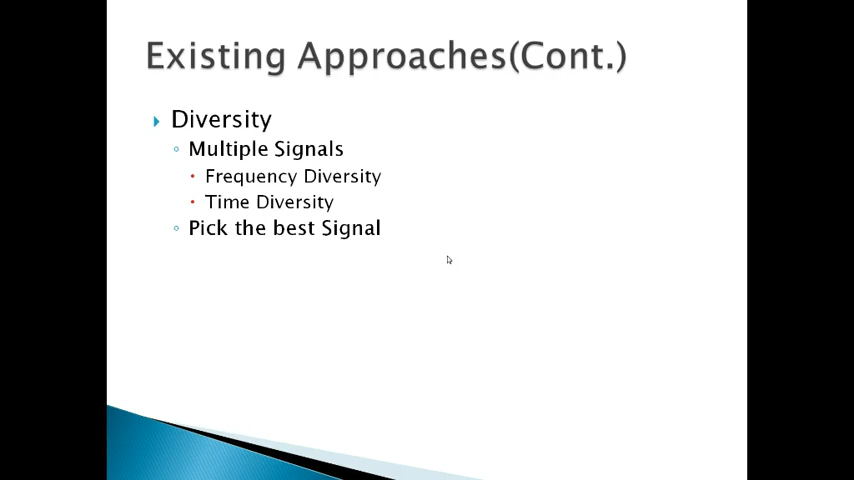 Existing Approaches(Cont.)
Diversity
Multiple Signals
Frequency Diversity
Time Diversity
Pick the best Signal